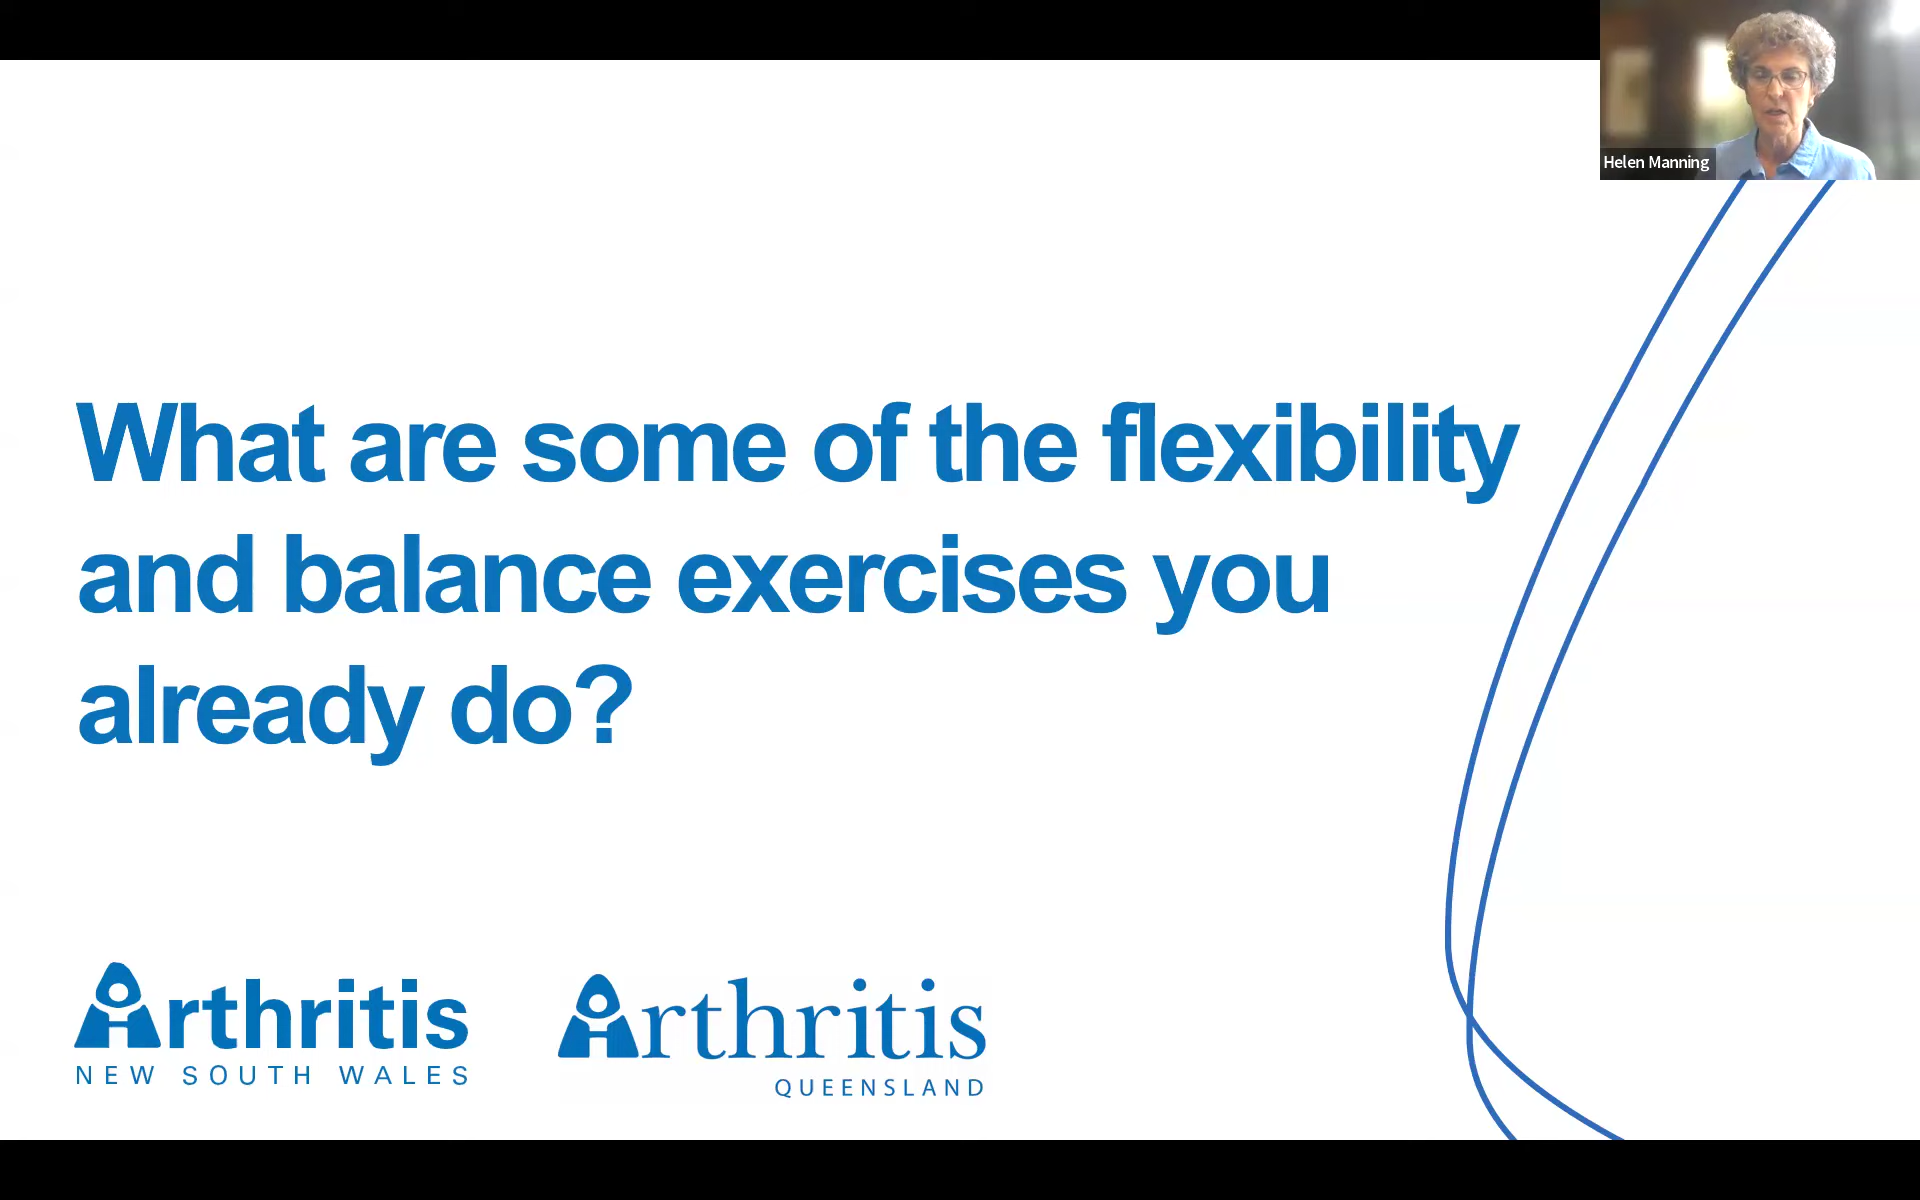 Helen Manning
What are some of the flexibility
and balance exercises you
already do?
Arthritis
NEW SOUTH WALES
Arthritis
QUEENSLAND